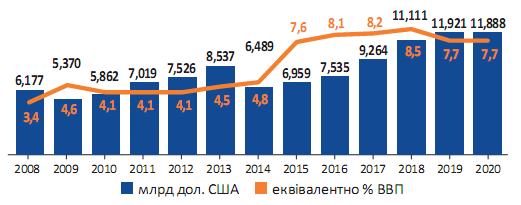 11,111 11,921 11,888
7,6 8,1 8,2
8,537 9,264 8,5 7,7 7,7
6,177 5,370 5,862 7,019 7,526 6,489 6,959 7,535
3,4 4,6 4,1 4,1 4,1 4,5 4,8
2008 2009 2010 2011 2012 2013 2014 2015 2016 2017 2018 2019 2020
млрд дол. США еквівалентно % ВВП